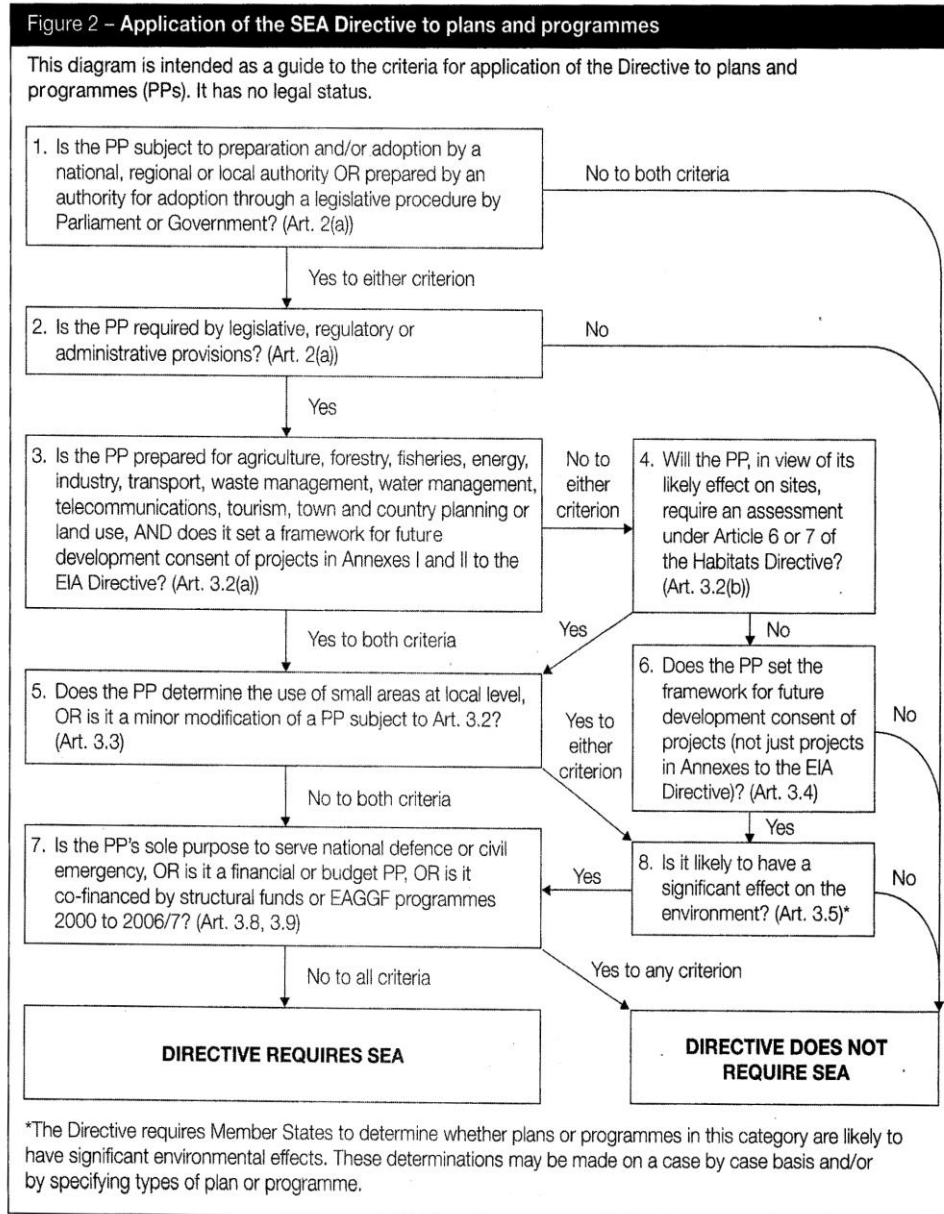 Figure 2 – Application of the SEA Directive to plans and programmes
This diagram is intended as a guide to the criteria for application of the Directive to plans and
programmes (PPs). It has no legal status.
1. Is the PP subject to preparation and/or adoption by a
national, regional or local authority OR prepared by an
authority for adoption through a legislative procedure by
Parliament or Government? (Art. 2(a))
No to both criteria
Yes to either criterion
2. Is the PP required by legislative, regulatory or
administrative provisions? (Art. 2(a))
No
Yes
3. Is the PP prepared for agriculture, forestry, fisheries, energy,
industry, transport, waste management, water management,
telecommunications, tourism, town and country planning or
land use, AND does it set a framework for future
development consent of projects in Annexes I and II to the
EIA Directive? (Art. 3.2(a))
No to
either
criterion
4. Will the PP, in view of its
likely effect on sites,
require an assessment
under Article 6 or 7
of the Habitats Directive?
(Art. 3.2(b))
Yes to both criteria
Yes
No
5. Does the PP determine the use of small areas at local level,
OR is it a minor modification of a PP subject to Art. 3.2?
(Art. 3.3)
Yes to
either
criterion
6. Does the PP set the
framework for future
development consent of
projects (not just projects
in Annexes to the EIA
Directive)? (Art. 3.4)
No
No to both criteria
Yes
7. Is the PP's sole purpose to serve national defence or civil
emergency, OR is it a financial or budget PP, OR is it
co-financed by structural funds or EAGGF programmes
2000 to 2006/7? (Art. 3.8, 3.9)
Yes
8. Is it likely to have a
significant effect on the
environment? (Art. 3.5)*
No
No to all criteria
Yes to any criterion
DIRECTIVE REQUIRES SEA
DIRECTIVE DOES NOT
REQUIRE SEA
*The Directive requires Member States to determine whether plans or programmes in this category are likely to
have significant environmental effects. These determinations may be made on a case by case basis and/or
by specifying types of plan or programme.